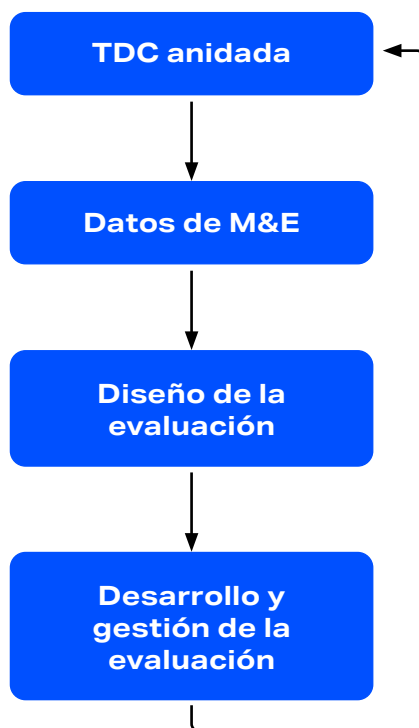 TDC anidada
Datos de M&E
Diseño de la
evaluación
Desarrollo y
gestión de la
evaluación